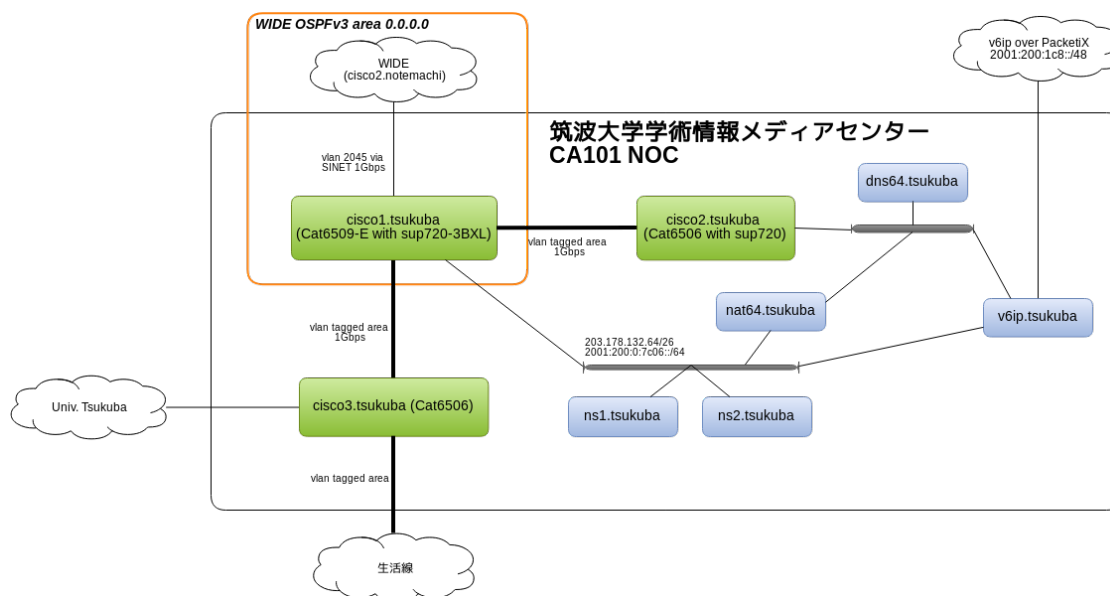 WIDE OSPFv3 area 0.0.0.0
WIDE
(cisco2.notemachi)
v6ip over PacketiX
2001:200:1c8::/48
筑波大学学術情報メディアセンター
CA101 NOC
vlan 2045 via
SINET 1Gbps
dns64.tsukuba
cisco1.tsukuba
(Cat6509-E with sup720-3BXL)
cisco2.tsukuba
(Cat6506 with sup720)
vlan tagged area
1Gbps
nat64.tsukuba
v6ip.tsukuba
vlan tagged area
1Gbps
203.178.132.64/26
2001:200:0:7c06::/64
Univ. Tsukuba
cisco3.tsukuba (Cat6506)
ns1.tsukuba
ns2.tsukuba
vlan tagged area
生活線